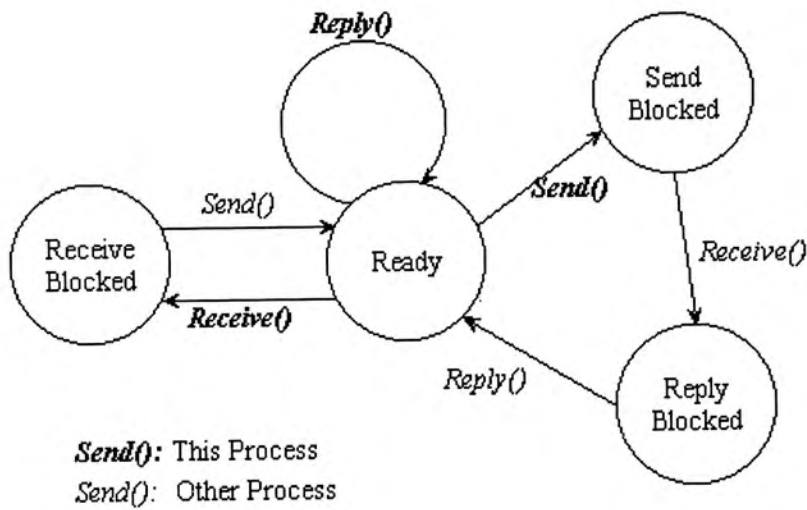 Reply()
Send
Blocked
Send()
Send()
Receive
Blocked
Ready
Receive()
Receive()
Reply()
Reply
Blocked
Send(): This Process
Send(): Other Process